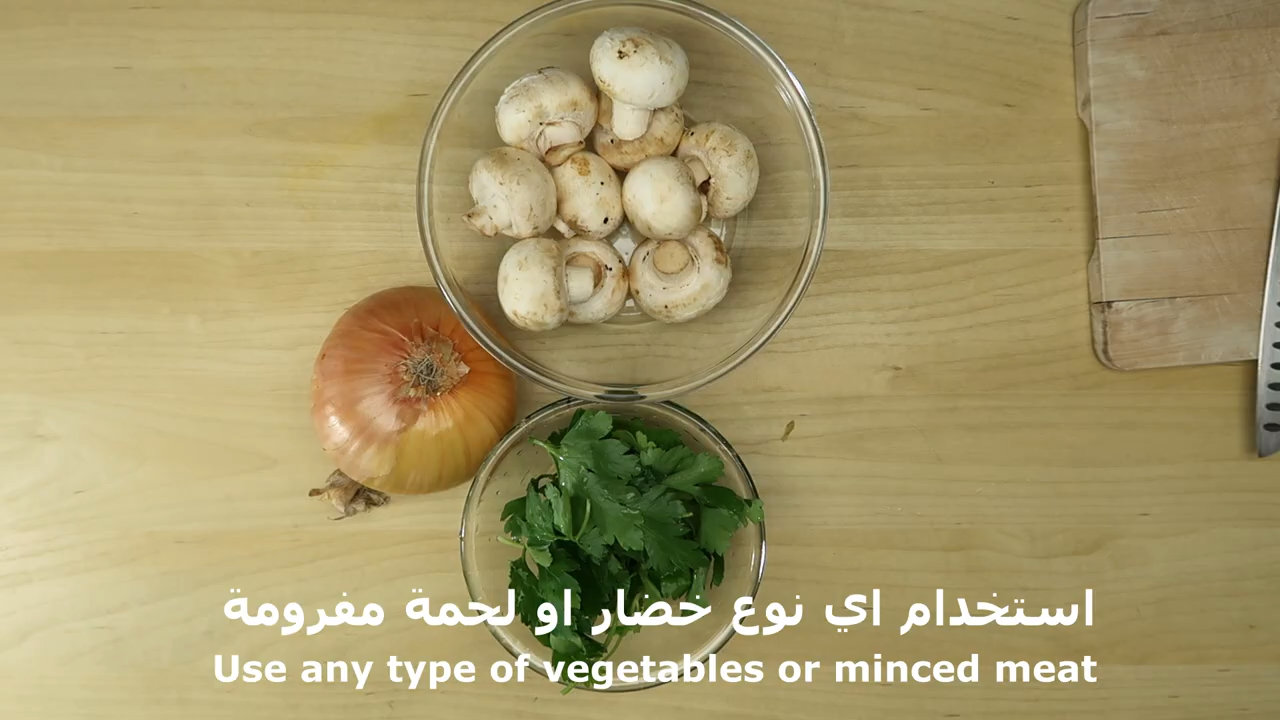 استخدام اي نوع خضار او لحمة مفرومة
Use any type of vegetables or minced meat